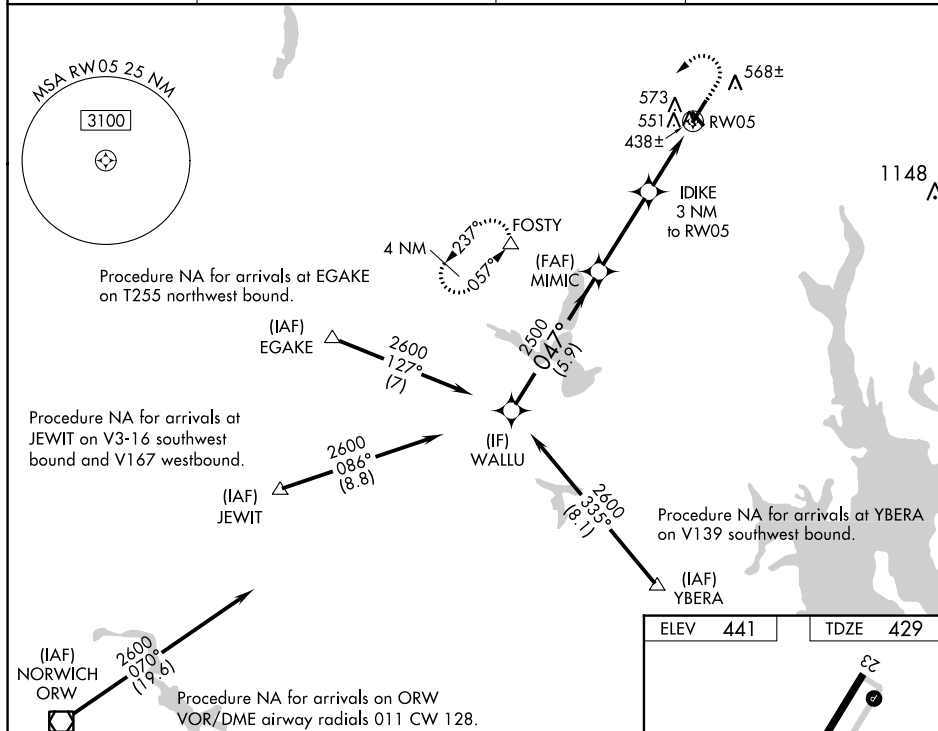 MSA RW05 25 NM
3100
568±
573
551
RW05
438±
1148
IDIKE
3 NM
to RW05
FOSTY
4 NM
237°
057°
(FAF)
MIMIC
Procedure NA for arrivals at EGAKE
on T255 northwest bound.
(IAF)
EGAKE
2600
127°
(7)
2500
047°
(5.9)
Procedure NA for arrivals at
JEWIT on V3-16 southwest
bound and V167 westbound.
(IF)
WALLU
2600
086°
(8.8)
(IAF)
JEWIT
2600
335°
(8.1)
Procedure NA for arrivals at YBERA
on V139 southwest bound.
(IAF)
YBERA
(IAF)
NORWICH
ORW
2600
070°
(19.6)
Procedure NA for arrivals on ORW
VOR/DME airway radials 011 CW 128.
ELEV 441
TDZE 429
23
P